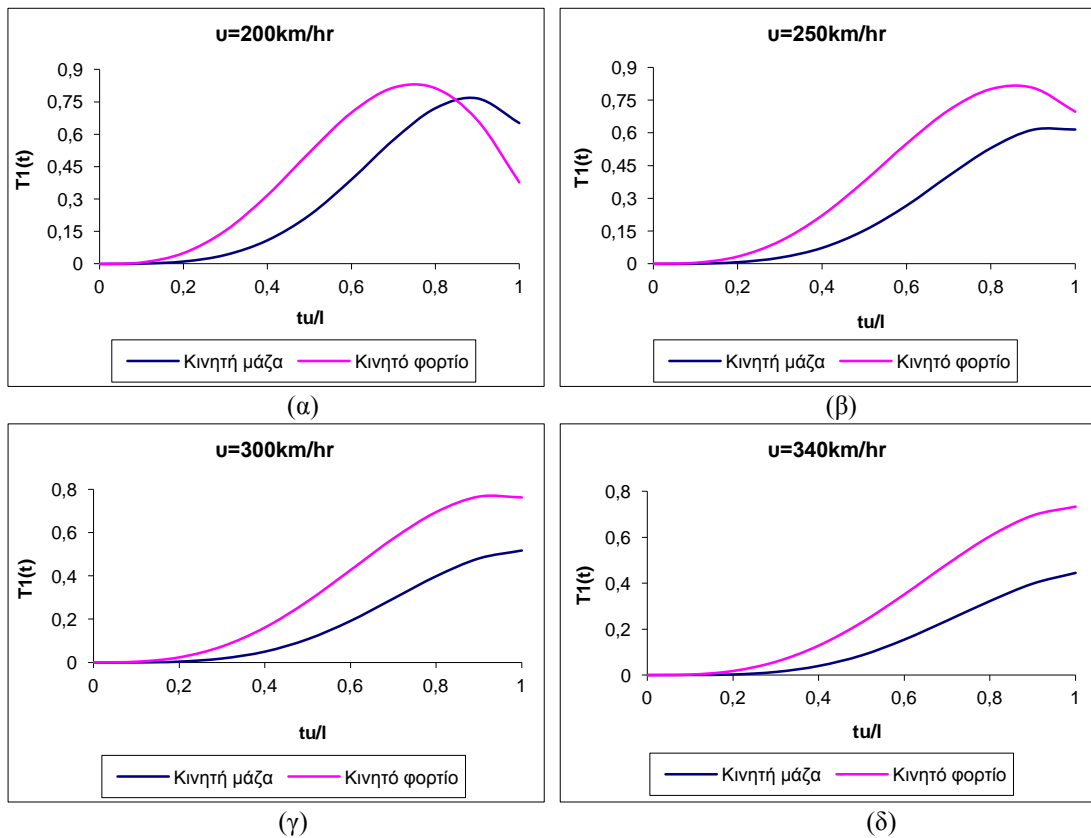 υ=200km/hr
0,9
0,75
0,6
0,45
0,3
0,15
0
T1(t)
0 0,2 0,4 0,6 0,8 1
tu/l
Κινητή μάζα Κινητό φορτίο
(α)
υ=250km/hr
0,9
0,75
0,6
0,45
0,3
0,15
0
T1(t)
0 0,2 0,4 0,6 0,8 1
tu/l
Κινητή μάζα Κινητό φορτίο
(β)
υ=300km/hr
0,8
0,6
0,4
0,2
0
T1(t)
0 0,2 0,4 0,6 0,8 1
tu/l
Κινητή μάζα Κινητό φορτίο
(γ)
υ=340km/hr
0,8
0,6
0,4
0,2
0
T1(t)
0 0,2 0,4 0,6 0,8 1
tu/l
Κινητή μάζα Κινητό φορτίο
(δ)